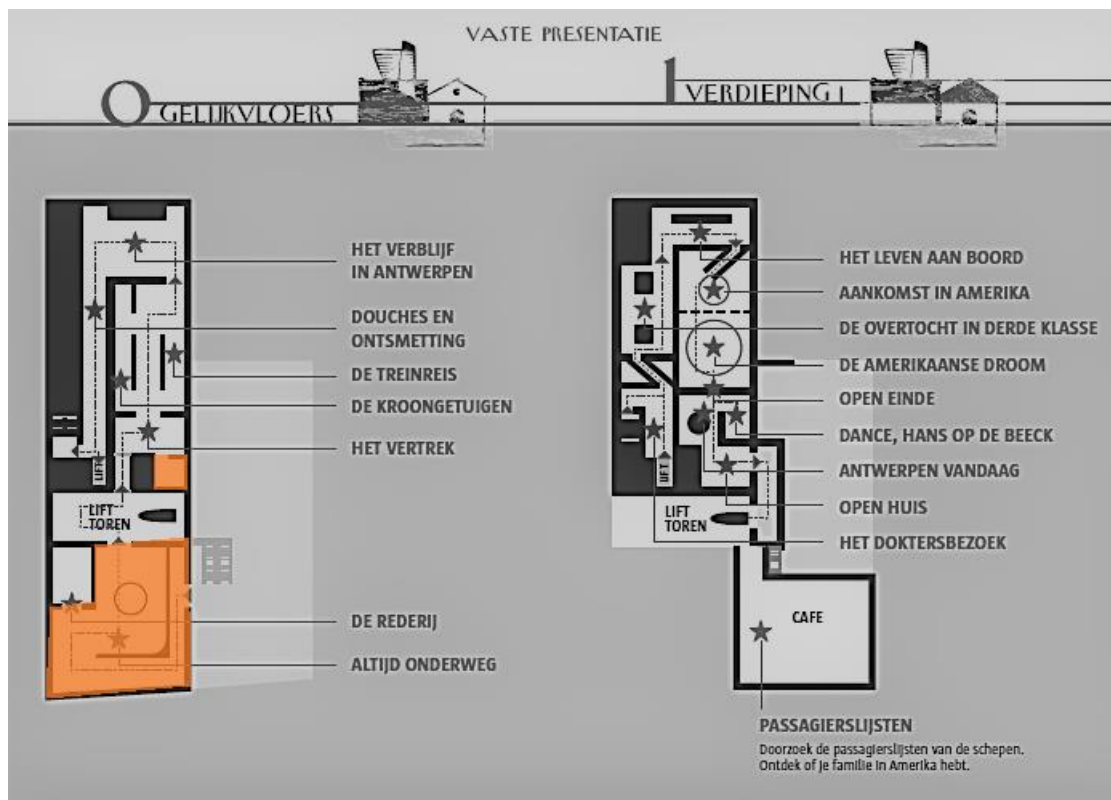 VASTE PRESENTATIE
0 GELIJKVLOERS
HET VERBLIJF
IN ANTWERPEN
DOUCHES EN
ONTSMETTING
DE TREINREIS
DE KROONGETUIGEN
HET VERTREK
LIFT
LIFT
TOREN
DE REDERIJ
ALTIJD ONDERWEG
1 VERDIEPING 1
HET LEVEN AAN BOORD
AANKOMST IN AMERIKA
DE OVERTOCHT IN DERDE KLASSE
DE AMERIKAANSE DROOM
OPEN EINDE
DANCE, HANS OP DE BEECK
ANTWERPEN VANDAAG
OPEN HUIS
HET DOKTERSBEZOEK
LIFT
LIFT
TOREN
CAFE
PASSAGIERSLIJSTEN
Doorzoek de passagierslijsten van de schepen.
Ontdek of je familie in Amerika hebt.